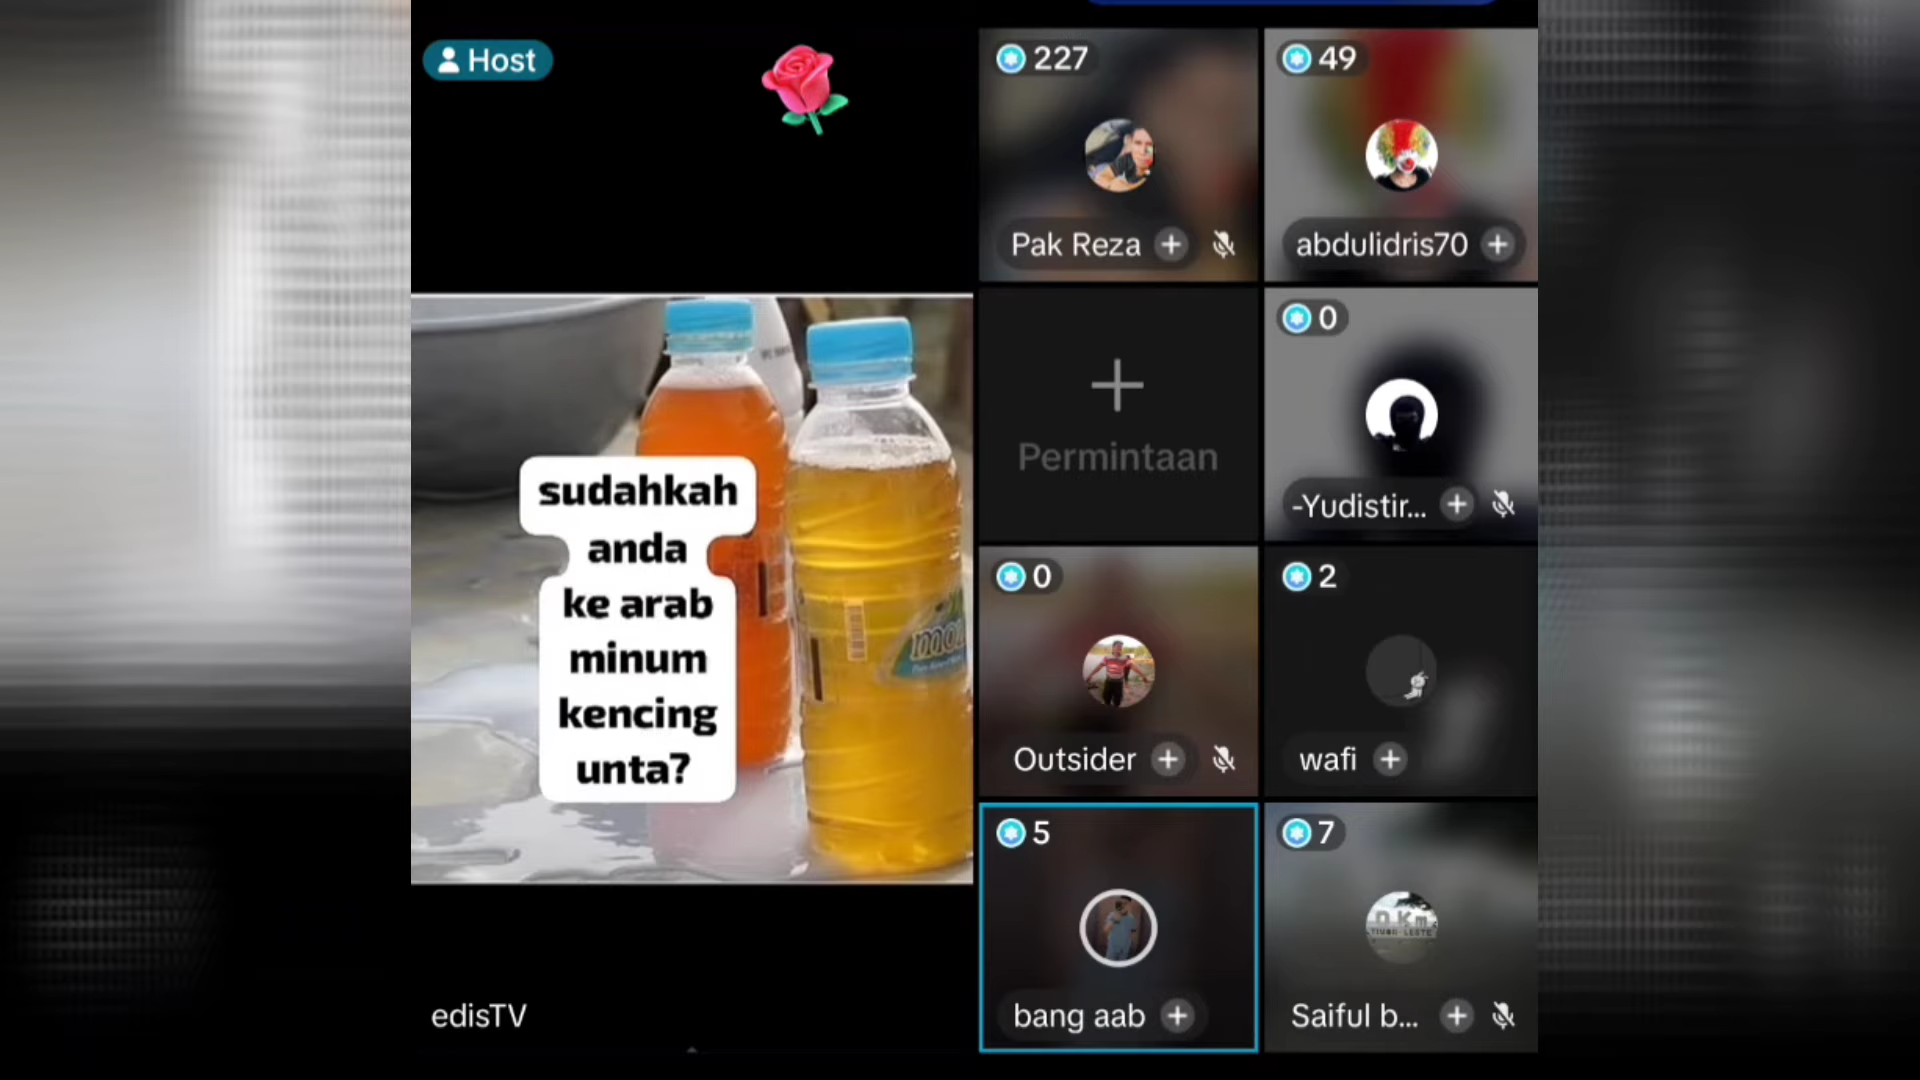 Host
227
49
Pak Reza
abdulidris70
0
Permintaan
-Yudistir...
sudahkah
anda
ke arab
minum
kencing
unta?
0
2
Outsider
wafi
5
7
bang aab
Saiful b...
edisTV